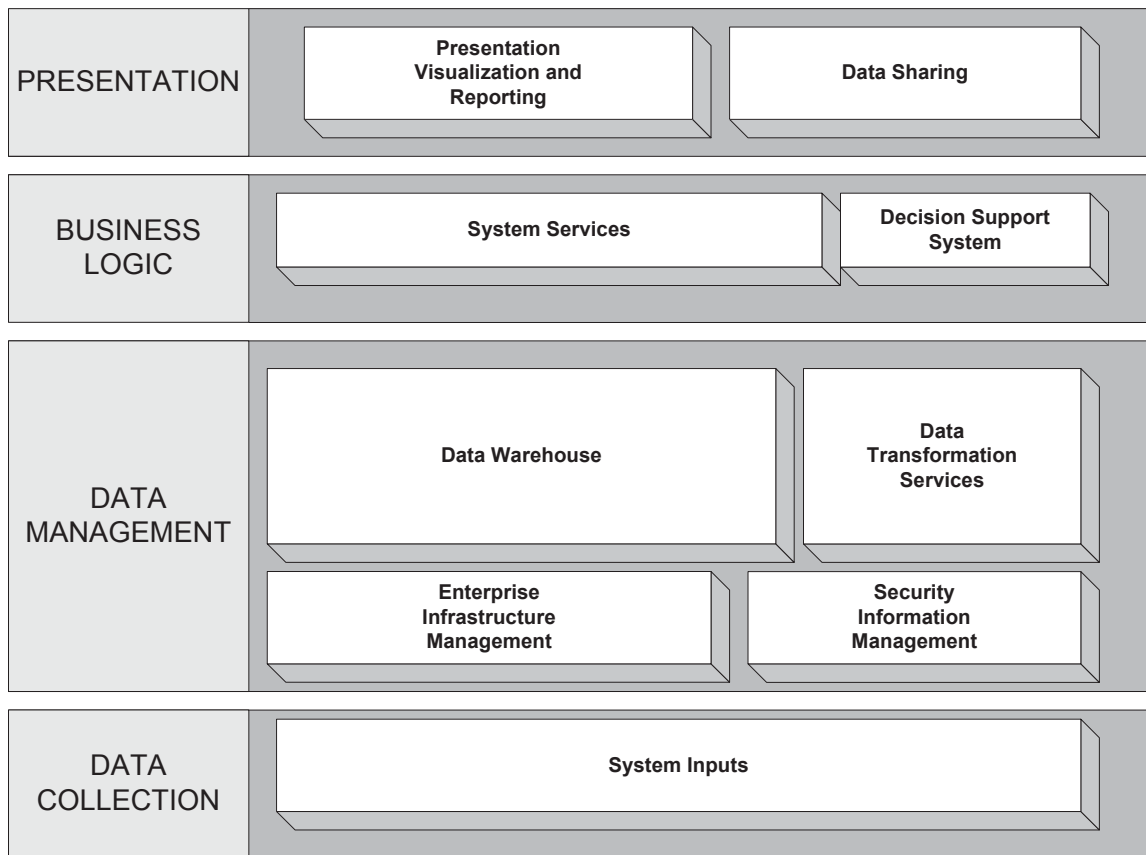 PRESENTATION
Presentation
Visualization and
Reporting
Data Sharing
BUSINESS
LOGIC
System Services
Decision Support
System
DATA
MANAGEMENT
Data Warehouse
Data
Transformation
Services
Enterprise
Infrastructure
Management
Security
Information
Management
DATA
COLLECTION
System Inputs